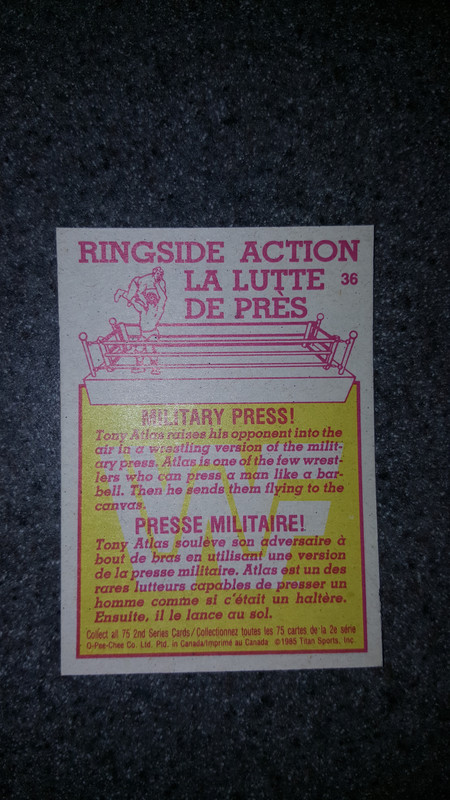 RINGSIDE ACTION
LA LUTTE 36
DE PRÈS
MILITARY PRESS!
Tony Atlas raises his opponent into the
air in a wrestling version of the milit-
ary press. Atlas is one of the few wrest-
lers who can press a man like a bar-
bell. Then he sends them flying to the
canvas.
PRESSE MILITAIRE!
Tony Atlas soulève son adversaire à
bout de bras en utilisant une version
de la presse militaire. Atlas est un des
rares lutteurs capables de presser un
homme comme si c'était un haltère.
Ensuite, il le lance au sol.
Collect all 75 2nd Series Cards/Collectionnez toutes les 75 cartes de la 2e série
O-Pee-Chee Co. Ltd. Ptd. in Canada/Imprimé au Canada ©1985 Titan Sports, Inc.